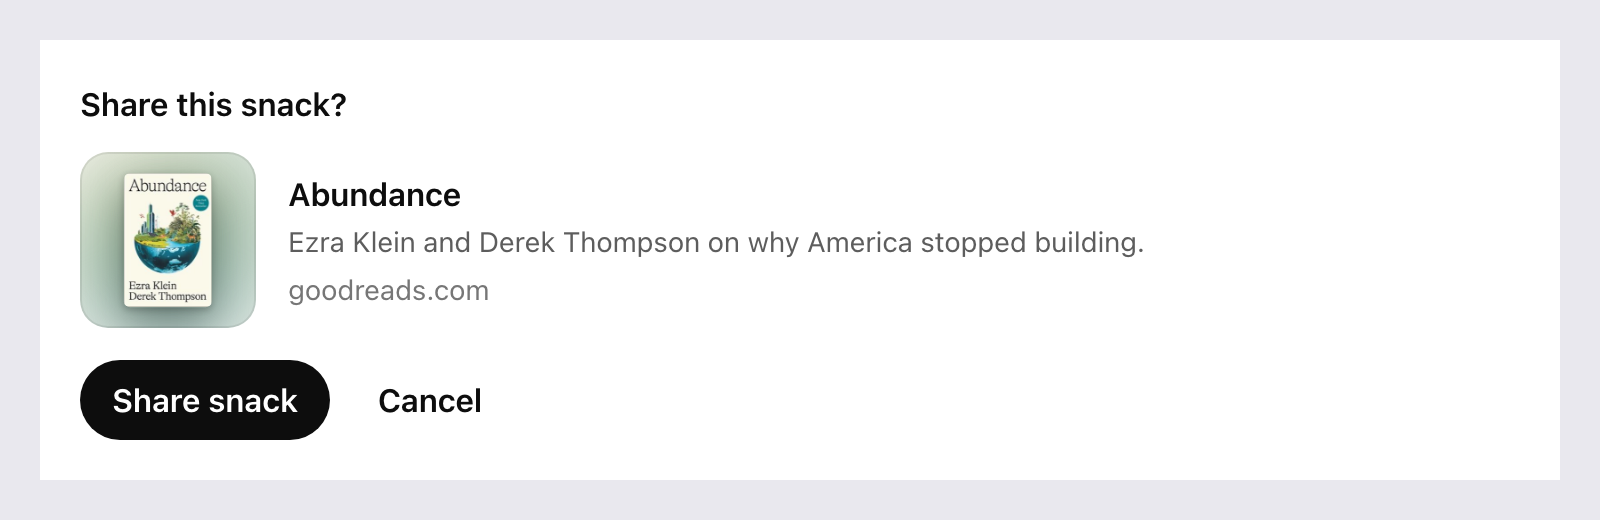 Share this snack?
Abundance
Ezra Klein
Derek Thompson
Abundance
Ezra Klein and Derek Thompson on why America stopped building.
goodreads.com
Share snack
Cancel